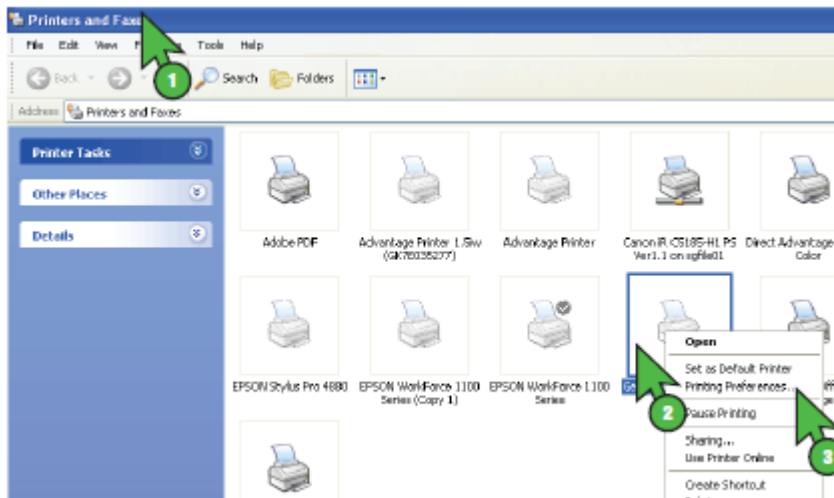 Printers and Faxes
1
File Edit View Tools Help
Back Search Folders
Address Printers and Faxes
Printer Tasks
Other Places
Details
Adobe PDF
Advantage Printer 1.5iw
(GK7E035277)
Advantage Printer
Canon iR C5185-H1 PS
Ver1.1 on sgfile01
Direct Advantage
Color
EPSON Stylus Pro 4880
EPSON WorkForce 1100
Series (Copy 1)
EPSON WorkForce 1100
Series
2
Open
Set as Default Printer
Printing Preferences...
Pause Printing
3
Sharing...
Use Printer Online
Create Shortcut